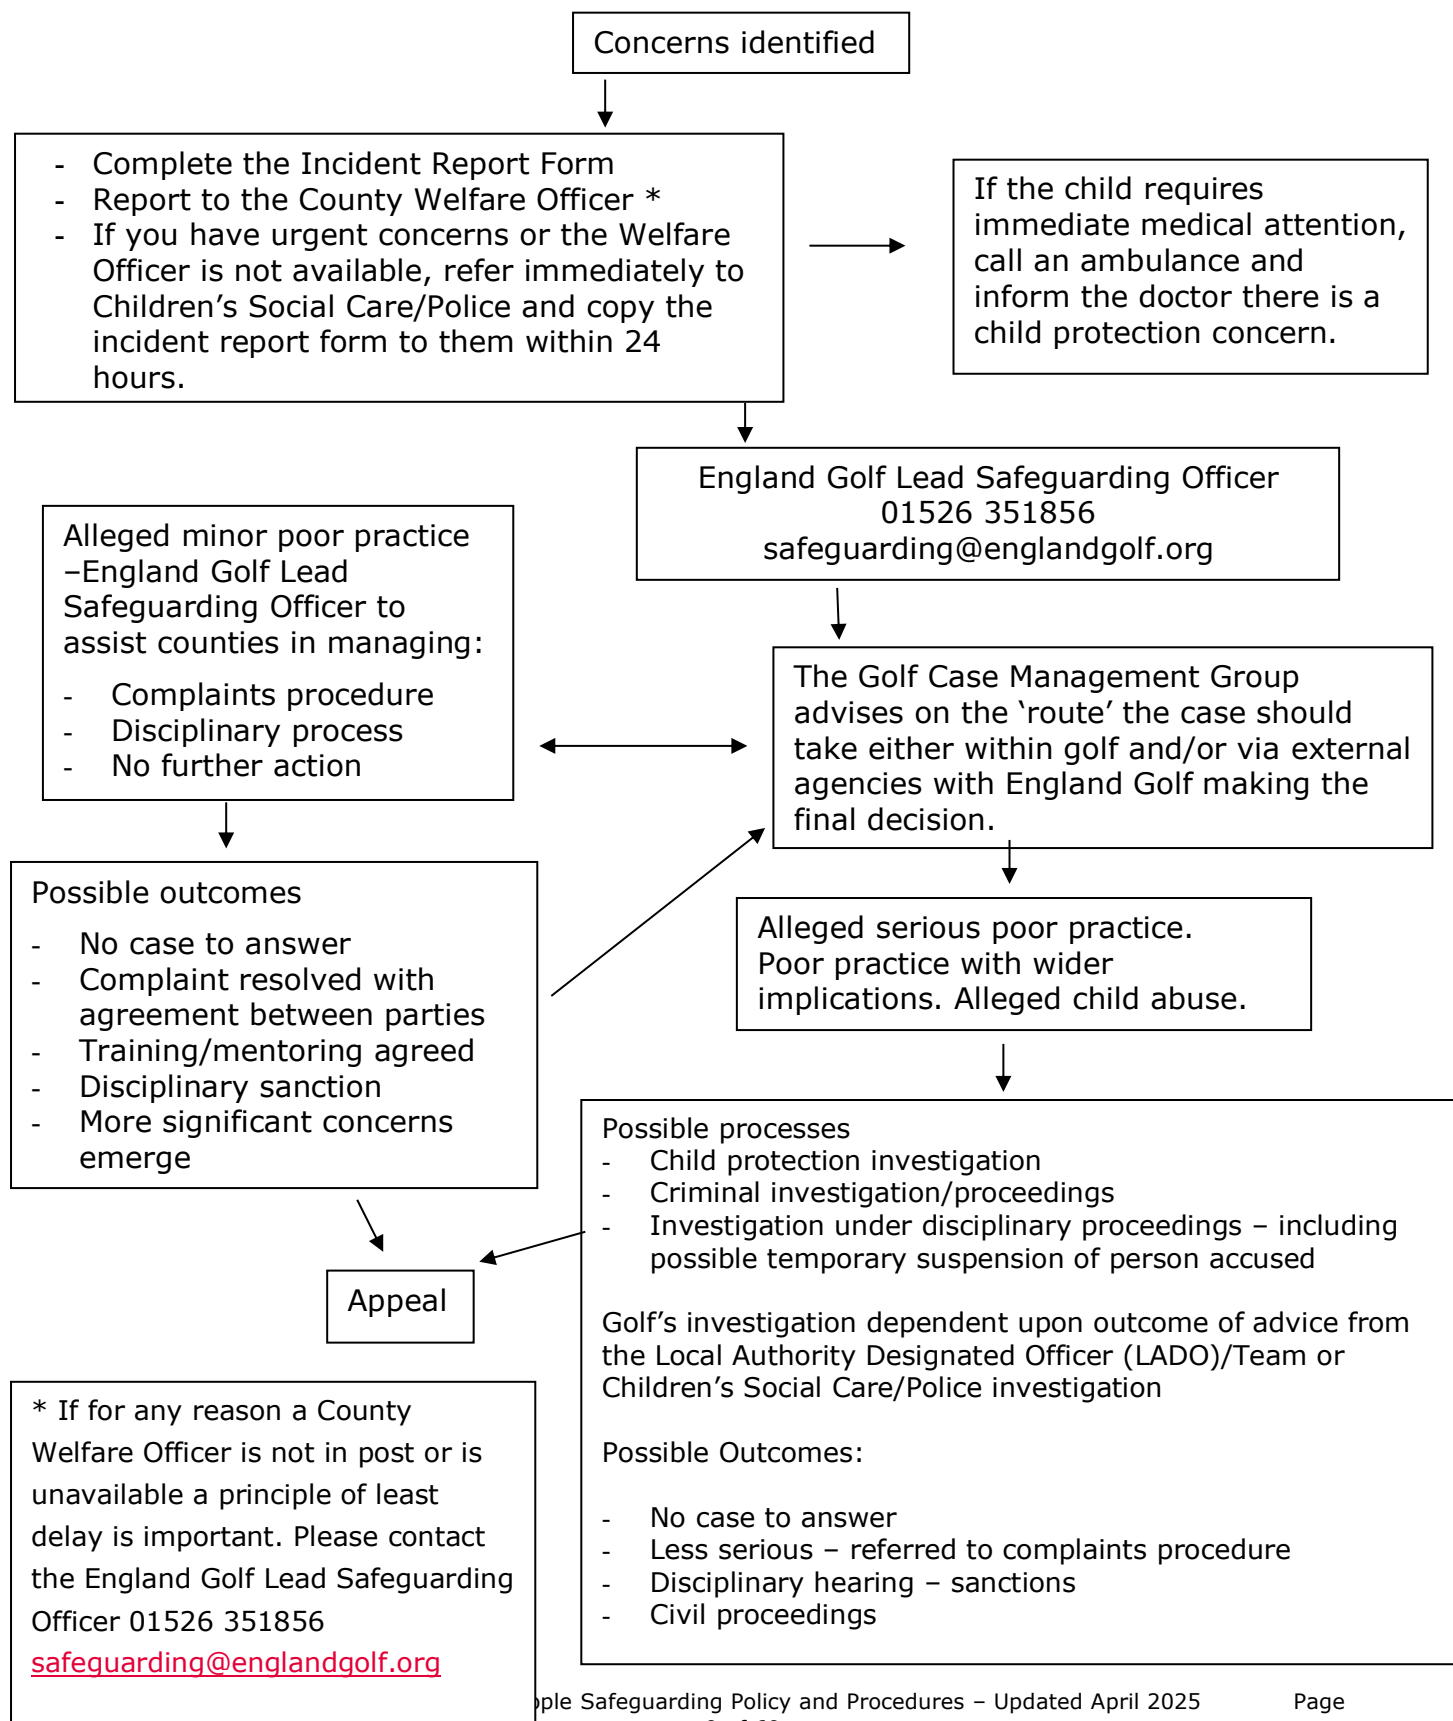 Concerns identified
- Complete the Incident Report Form
- Report to the County Welfare Officer *
- If you have urgent concerns or the Welfare
Officer is not available, refer immediately to
Children’s Social Care/Police and copy the
incident report form to them within 24
hours.
If the child requires
immediate medical attention,
call an ambulance and
inform the doctor there is a
child protection concern.
England Golf Lead Safeguarding Officer
01526 351856
safeguarding@englandgolf.org
Alleged minor poor practice
–England Golf Lead
Safeguarding Officer to
assist counties in managing:
- Complaints procedure
- Disciplinary process
- No further action
The Golf Case Management Group
advises on the ‘route’ the case should
take either within golf and/or via external
agencies with England Golf making the
final decision.
Possible outcomes
- No case to answer
- Complaint resolved with
agreement between parties
- Training/mentoring agreed
- Disciplinary sanction
- More significant concerns
emerge
Alleged serious poor practice.
Poor practice with wider
implications. Alleged child abuse.
Possible processes
- Child protection investigation
- Criminal investigation/proceedings
- Investigation under disciplinary proceedings – including
possible temporary suspension of person accused
Golf’s investigation dependent upon outcome of advice from
the Local Authority Designated Officer (LADO)/Team or
Children’s Social Care/Police investigation
Possible Outcomes:
- No case to answer
- Less serious – referred to complaints procedure
- Disciplinary hearing – sanctions
- Civil proceedings
Appeal
* If for any reason a County
Welfare Officer is not in post or is
unavailable a principle of least
delay is important. Please contact
the England Golf Lead Safeguarding
Officer 01526 351856
safeguarding@englandgolf.org
Safeguarding Policy and Procedures – Updated April 2025 Page